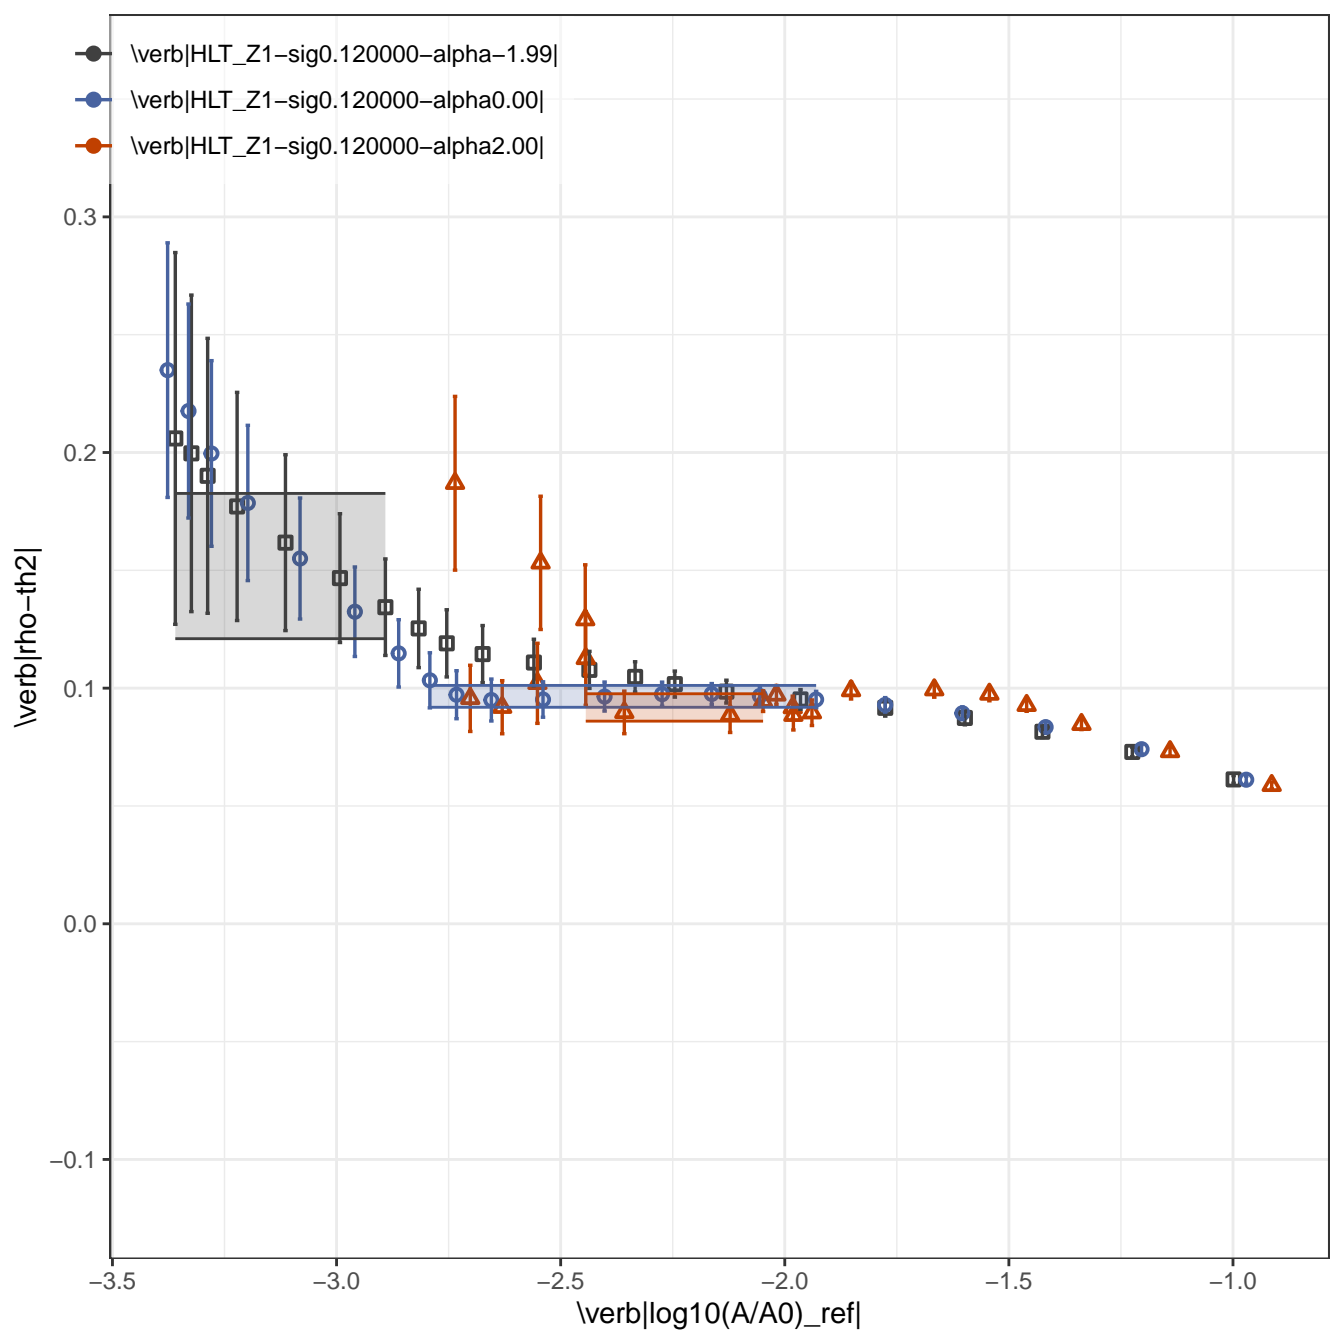 \verb|HLT_Z1−sig0.120000−alpha−1.99|
\verb|HLT_Z1−sig0.120000−alpha0.00|
\verb|HLT_Z1−sig0.120000−alpha2.00|
0.3
0.2
0.1
0.0
−0.1
\verb|rho−th2|
−3.5 −3.0 −2.5 −2.0 −1.5 −1.0
\verb|log10(A/A0)_ref|